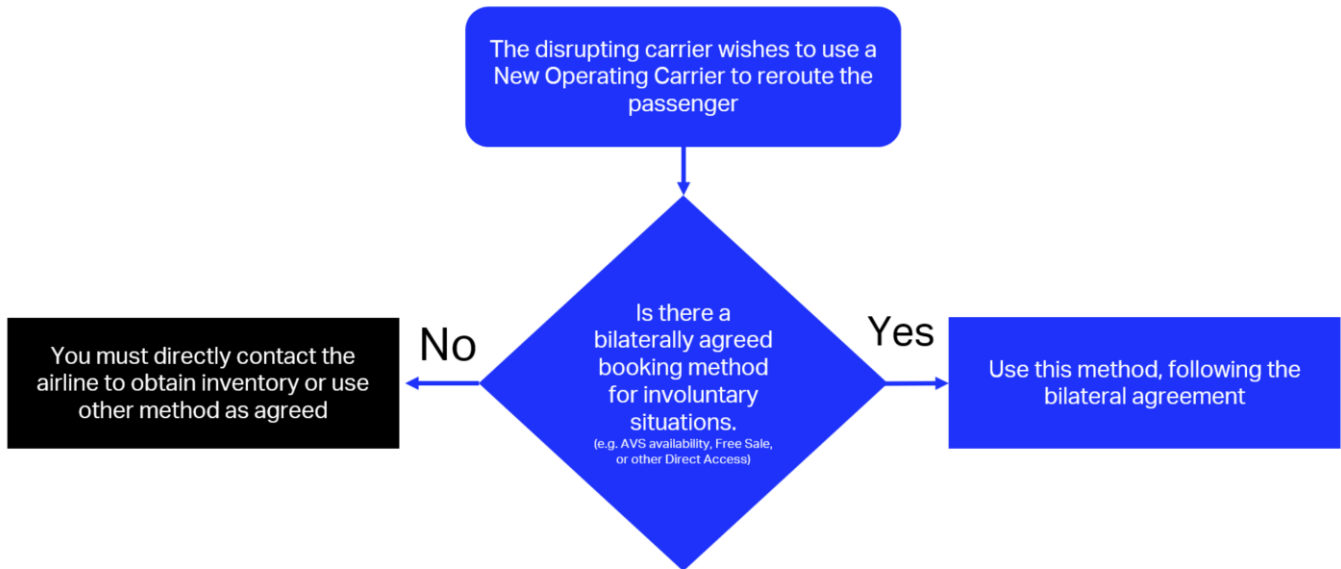 The disrupting carrier wishes to use a
New Operating Carrier to reroute the
passenger
Is there a
bilaterally agreed
booking method
for involuntary
situations.
(e.g. AVS availability, Free Sale,
or other Direct Access)
No
You must directly contact the
airline to obtain inventory or use
other method as agreed
Yes
Use this method, following the
bilateral agreement